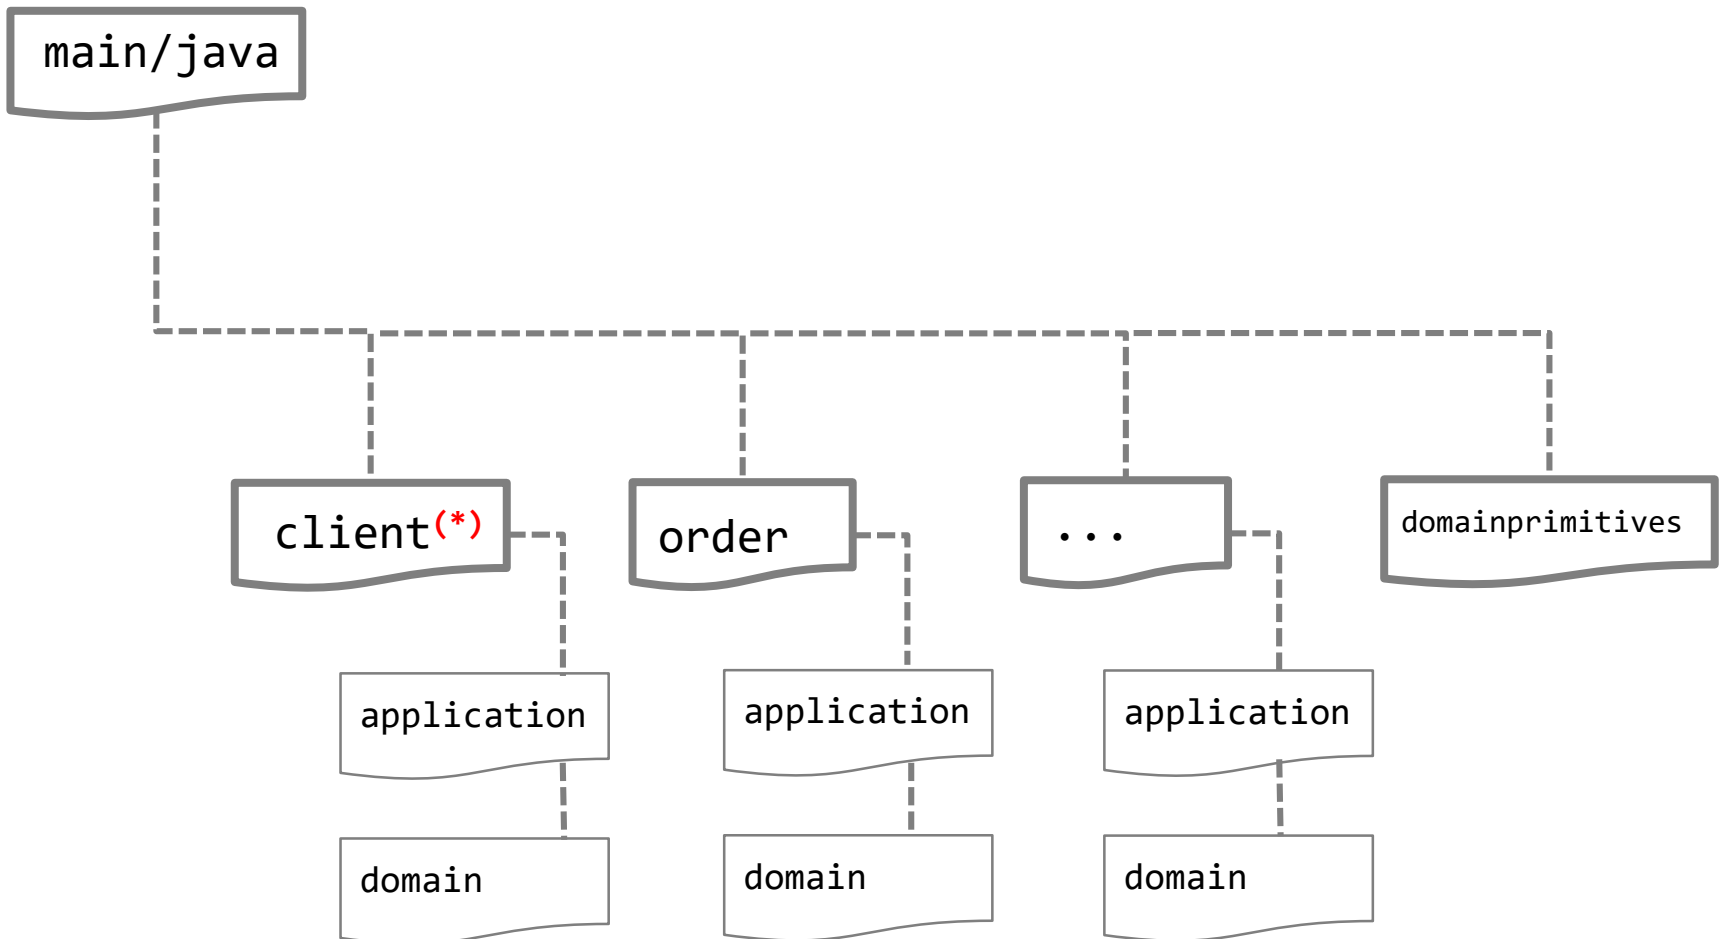 main/java
client(*)
order
...
domainprimitives
application
application
application
domain
domain
domain